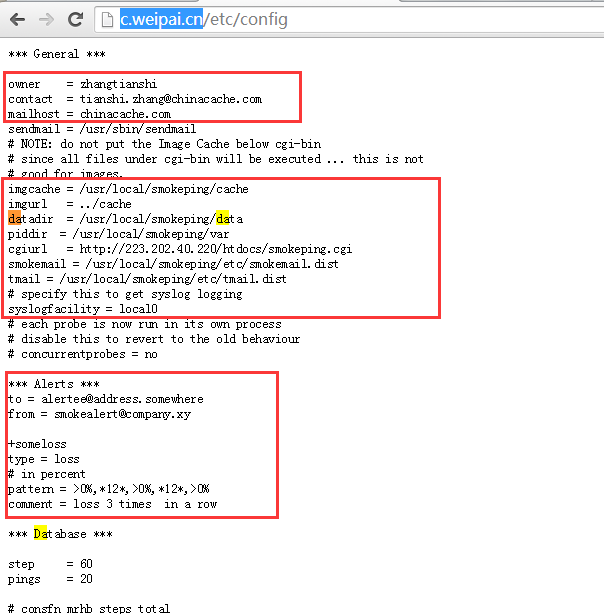 c.weipai.cn/etc/config
*** General ***
owner = zhangtianshi
contact = tianshi.zhang@chinacache.com
mailhost = chinacache.com
sendmail = /usr/sbin/sendmail
# NOTE: do not put the Image Cache below cgi-bin
# since all files under cgi-bin will be executed ... this is not
# good for images.
imgcache = /usr/local/smokeping/cache
imgurl = ../cache
datadir = /usr/local/smokeping/data
piddir = /usr/local/smokeping/var
cgiurl = http://223.202.40.220/htdocs/smokeping.cgi
smokemail = /usr/local/smokeping/etc/smokemail.dist
tmail = /usr/local/smokeping/etc/tmail.dist
# specify this to get syslog logging
syslogfacility = local0
# each probe is now run in its own process
# disable this to revert to the old behaviour
# concurrentprobes = no
*** Alerts ***
to = alertee@address.somewhere
from = smokealert@company.xy
+someloss
type = loss
# in percent
pattern = >0%,*12*,>0%,*12*,>0%
comment = loss 3 times in a row
*** Database ***
step = 60
pings = 20
# consfn mrhb steps total